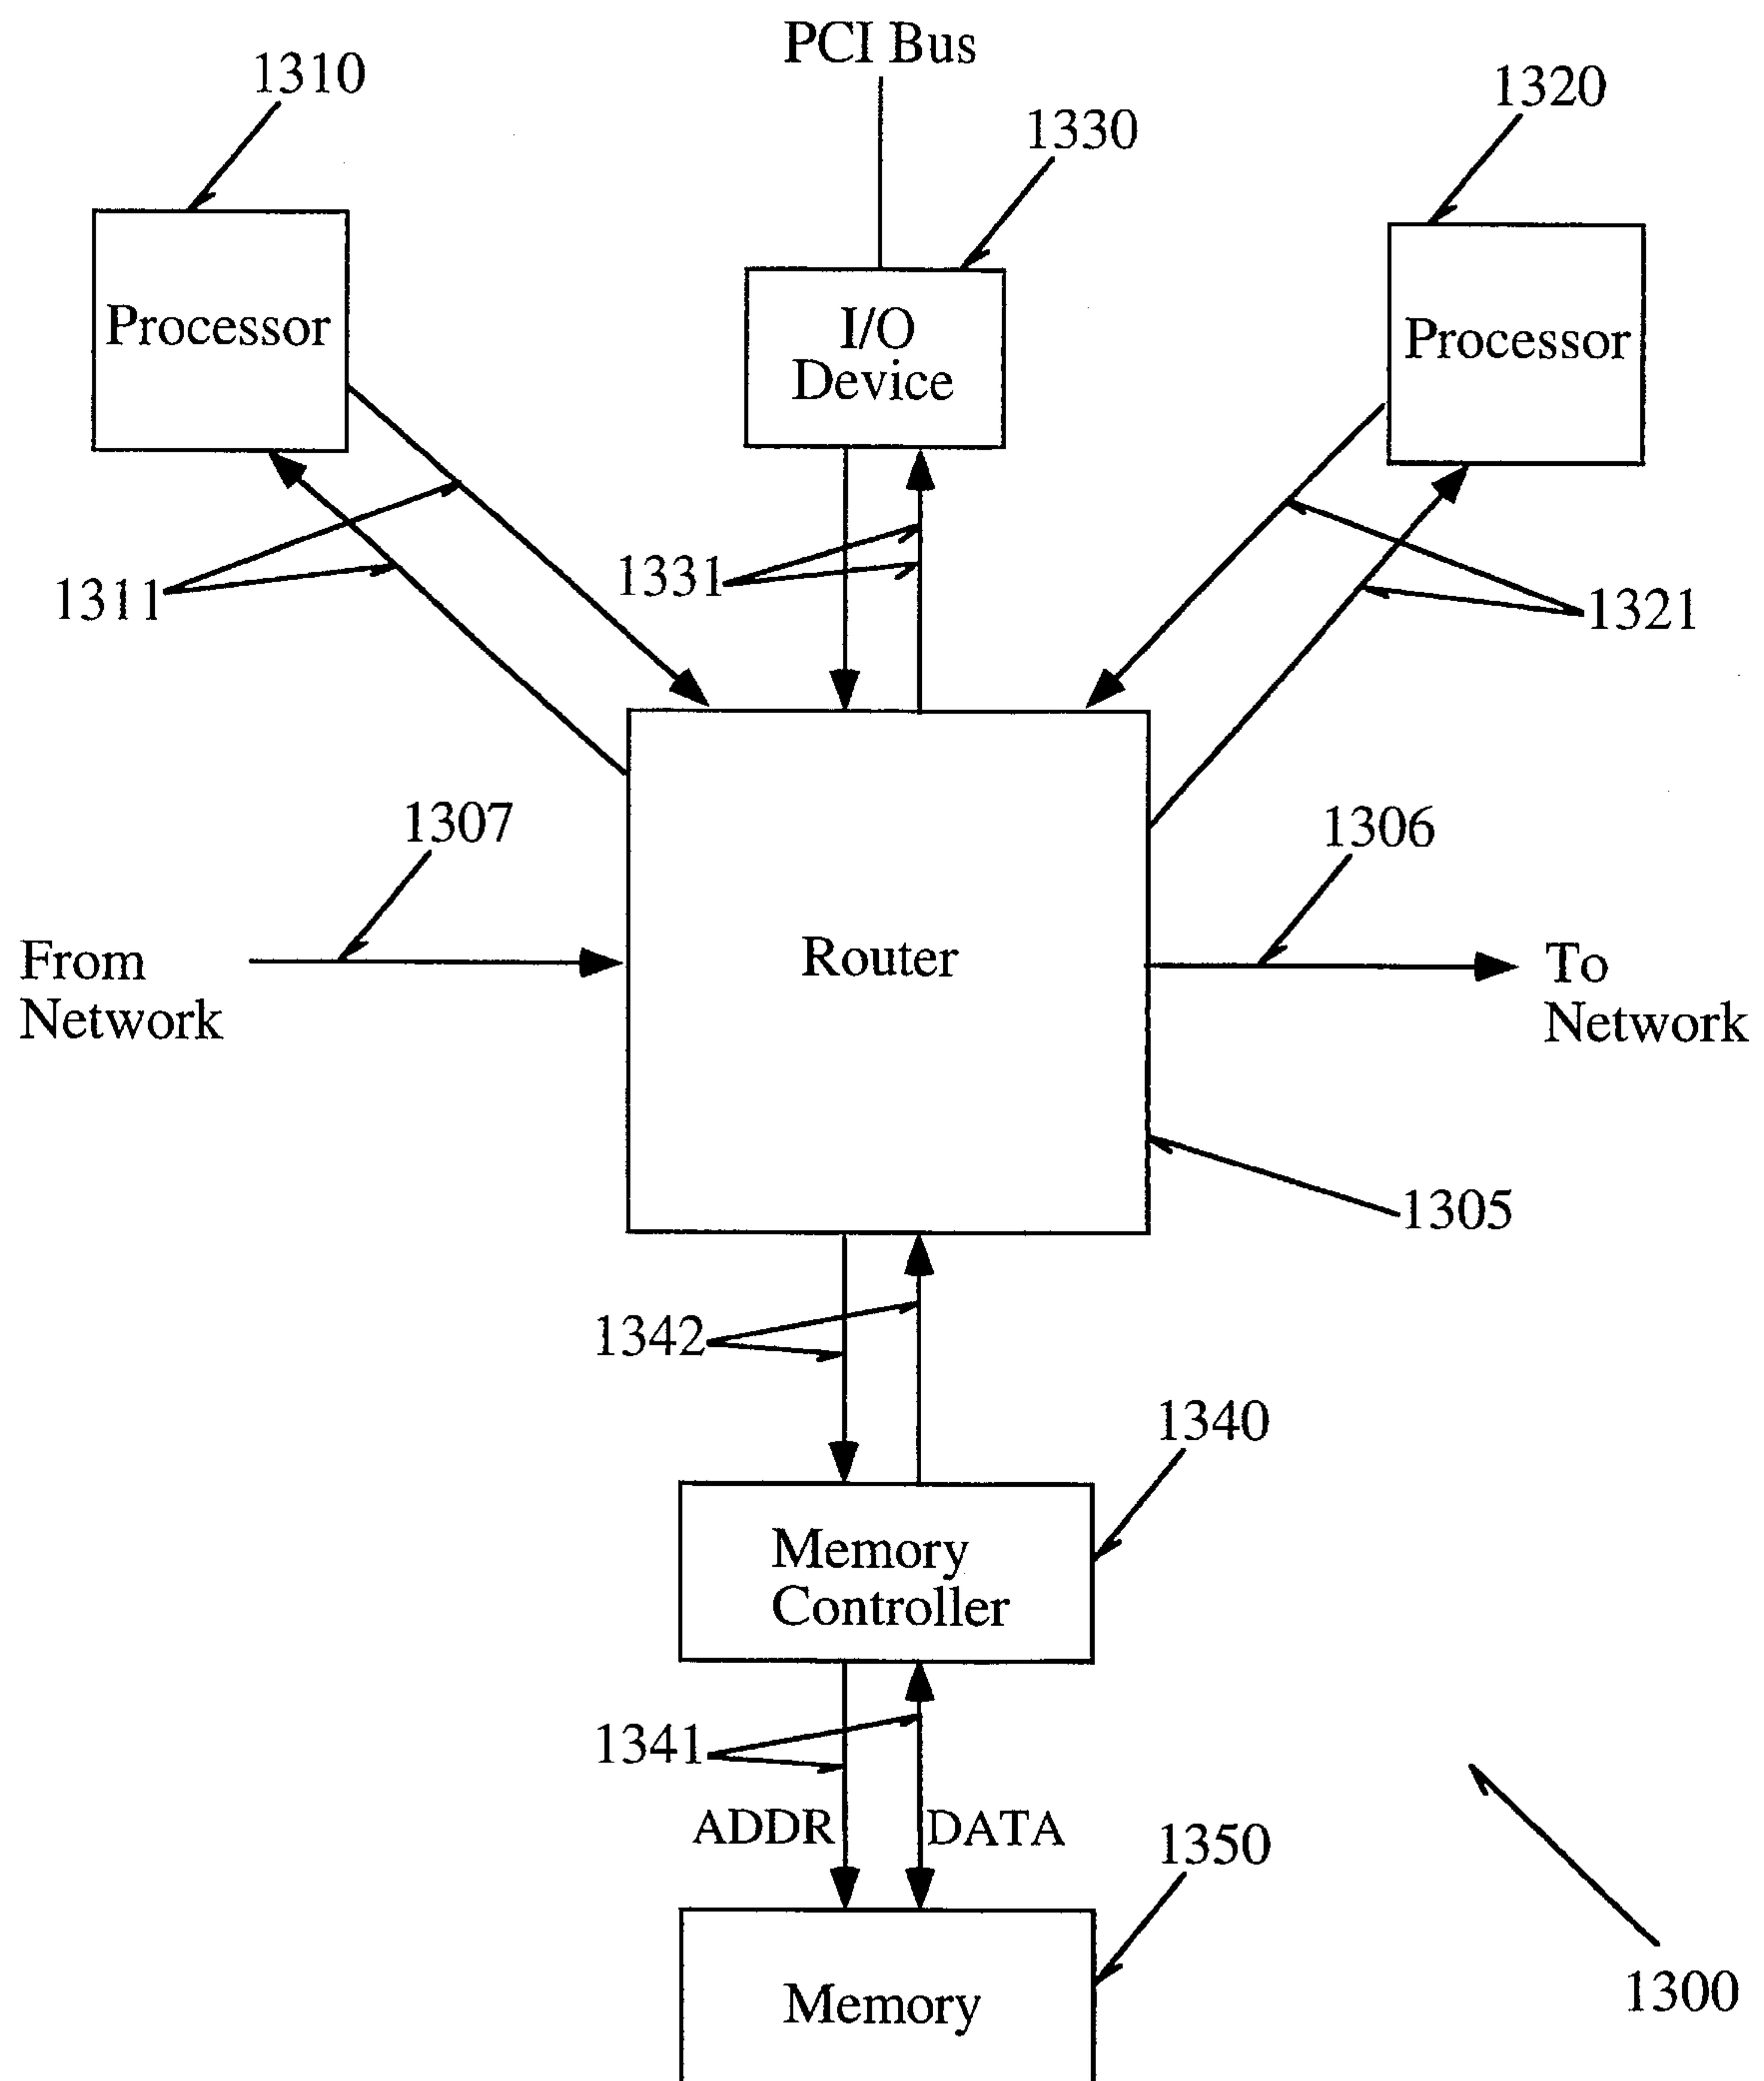 PCI Bus
1310
1330
1320
Processor
I/O
Device
Processor
1311
1331
1321
1307
1306
From
Network
Router
To
Network
1305
1342
1340
Memory
Controller
1341
ADDR
DATA
1350
Memory
1300